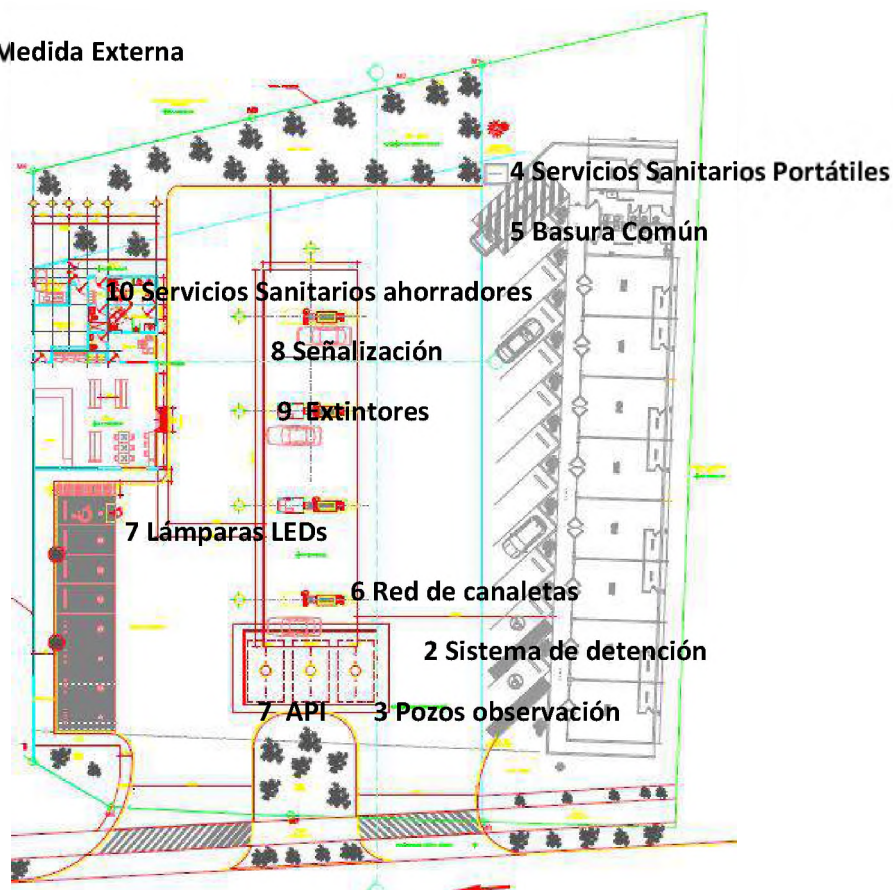 Medida Externa
4 Servicios Sanitarios Portátiles
5 Basura Común
10 Servicios Sanitarios ahorradores
8 Señalización
9 Extintores
7 Lámparas LEDs
6 Red de canaletas
2 Sistema de detención
7 API
3 Pozos observación